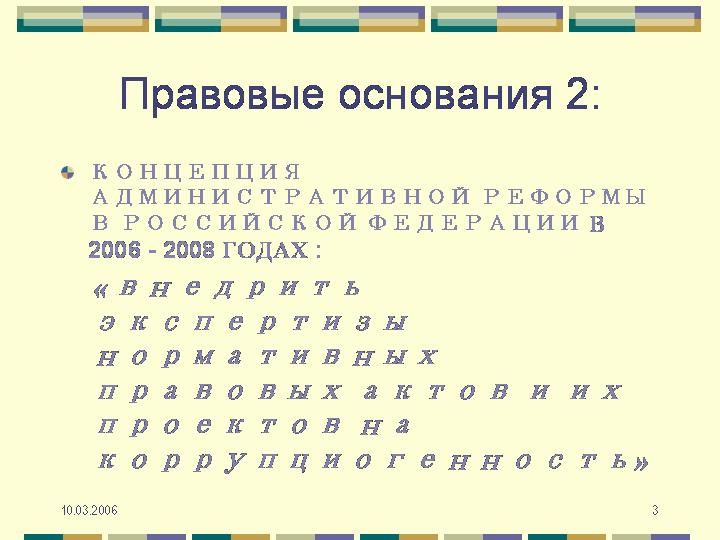 Правовые основания 2:
КОНЦЕПЦИЯ
АДМИНИСТРАТИВНОЙ РЕФОРМЫ
В РОССИЙСКОЙ ФЕДЕРАЦИИ В
2006 - 2008 ГОДАХ :
«внедрить
экспертизы
нормативных
правовых актов и их
проектов на
коррупциогенность»
10.03.2006
3